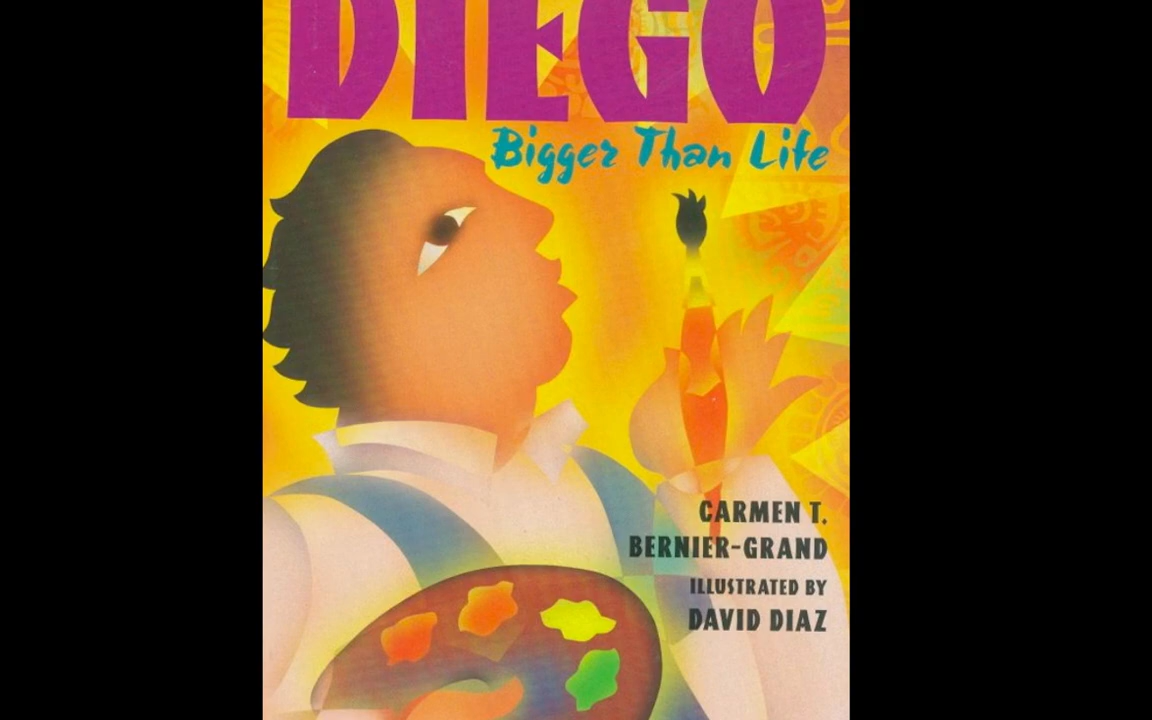 DIEGO
Bigger Than Life
CARMEN T.
BERNIER-GRAND
ILLUSTRATED BY
DAVID DIAZ